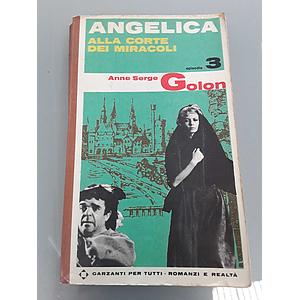 ANGELICA
ALLA CORTE
DEI MIRACOLI
episodio 3
Anne Serge Golon
GARZANTI PER TUTTI · ROMANZI E REALTÀ